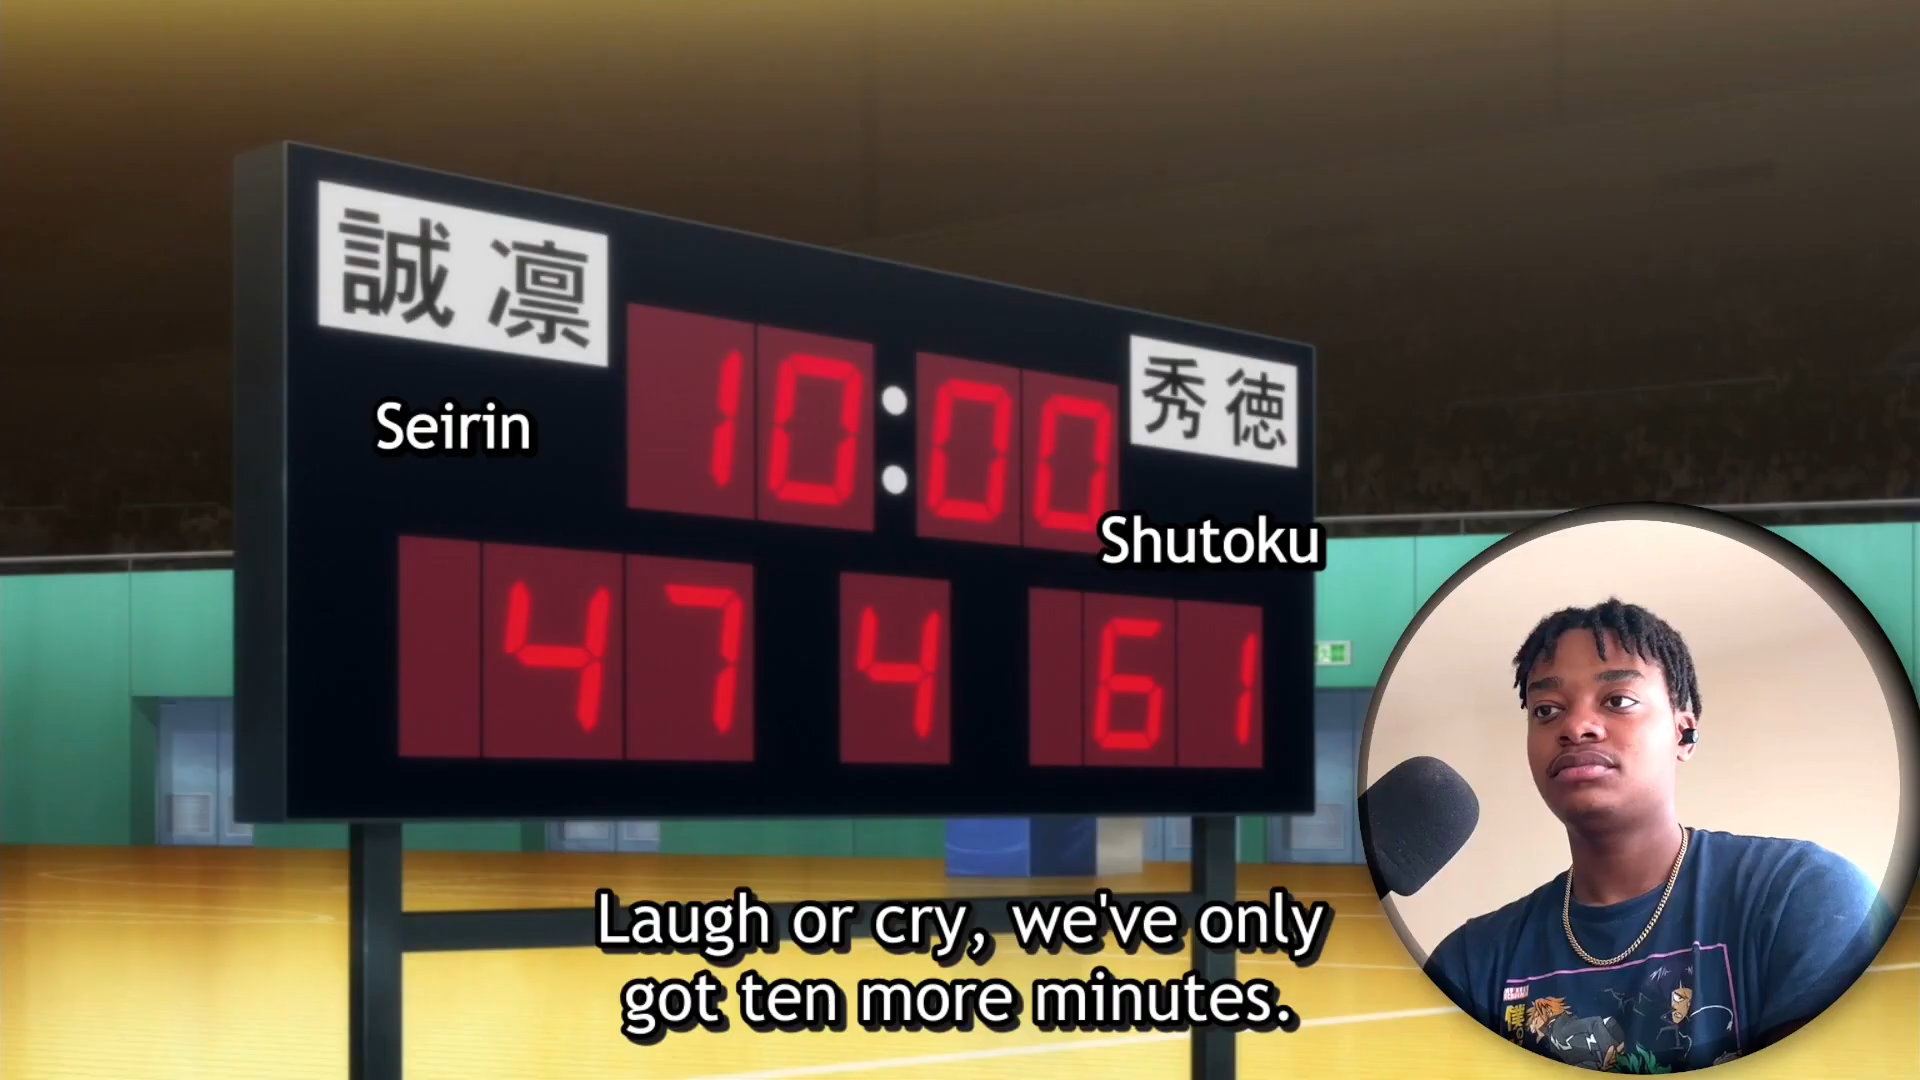 誠凛
秀徳
10:00
Seirin
Shutoku
47
4
61
Laugh or cry, we've only
got ten more minutes.